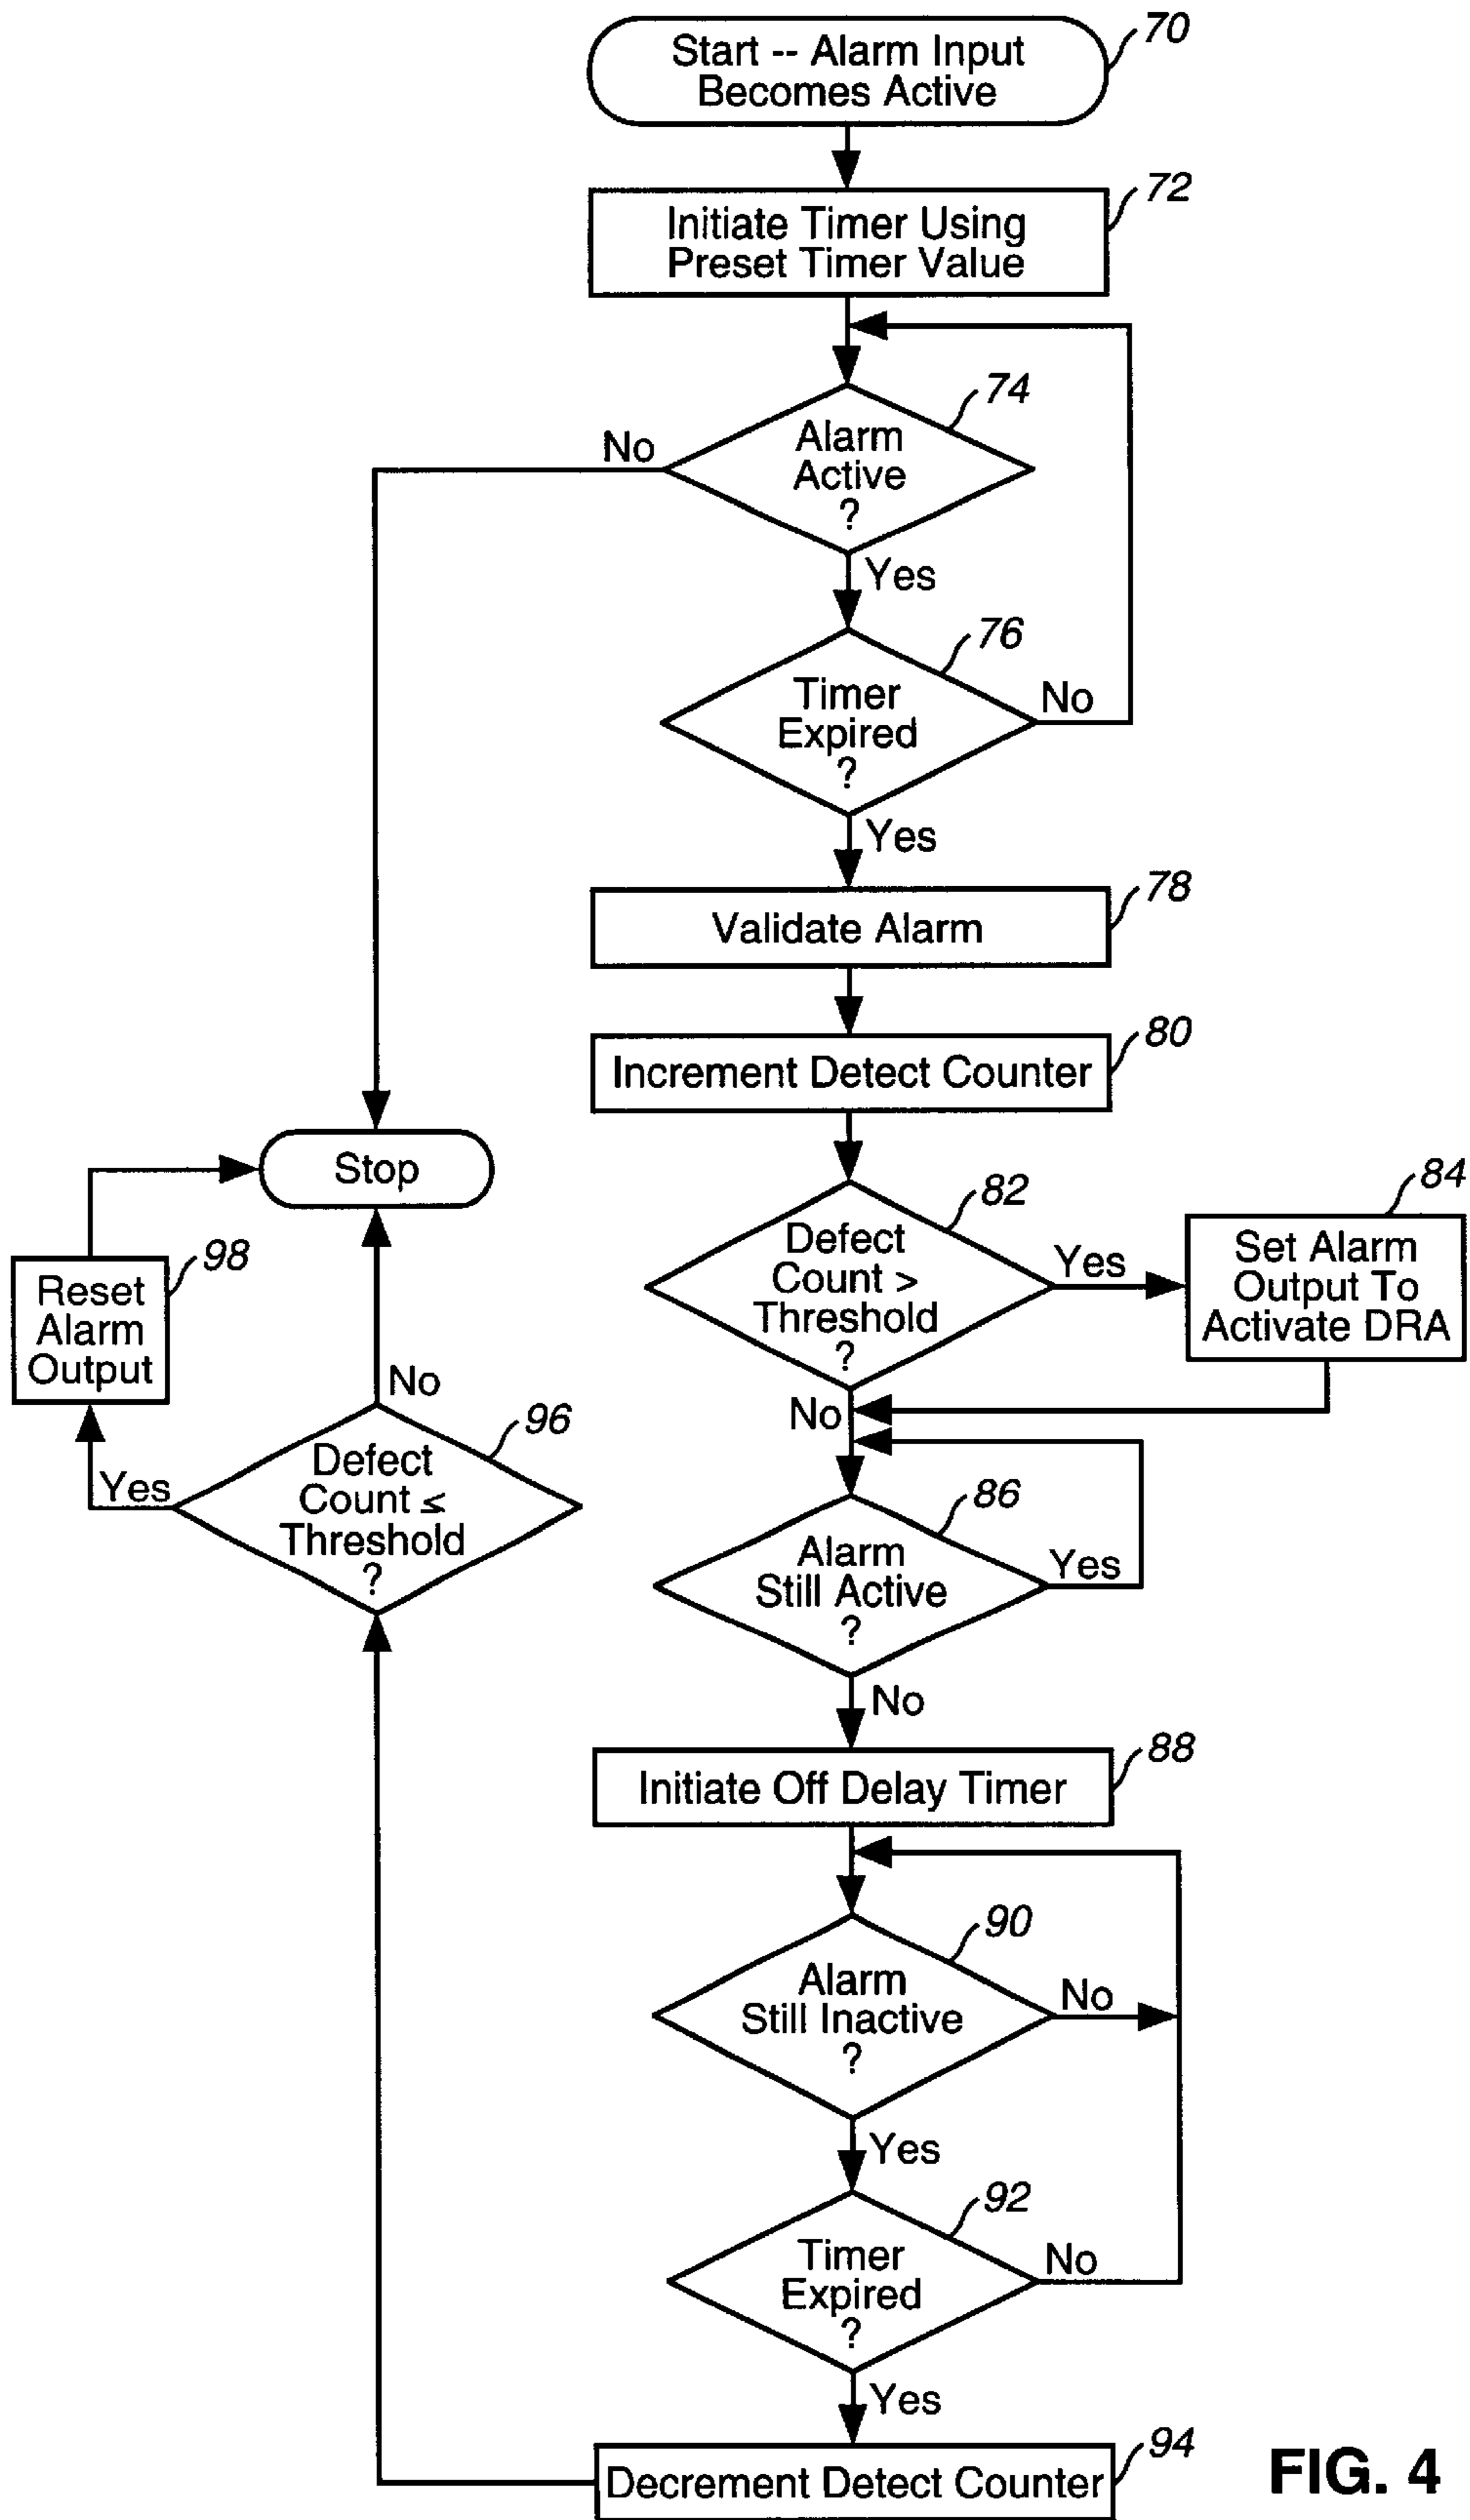 70
Start -- Alarm Input
Becomes Active
72
Initiate Timer Using
Preset Timer Value
74
Alarm
Active
?
No
Yes
76
Timer
Expired
?
No
Yes
78
Validate Alarm
80
Increment Detect Counter
Stop
82
Defect
Count >
Threshold
?
Yes
No
84
Set Alarm
Output To
Activate DRA
98
Reset
Alarm
Output
No
96
Defect
Count ≤
Threshold
?
Yes
86
Alarm
Still Active
?
Yes
No
88
Initiate Off Delay Timer
90
Alarm
Still Inactive
?
No
Yes
92
Timer
Expired
?
No
Yes
94
Decrement Detect Counter
FIG. 4